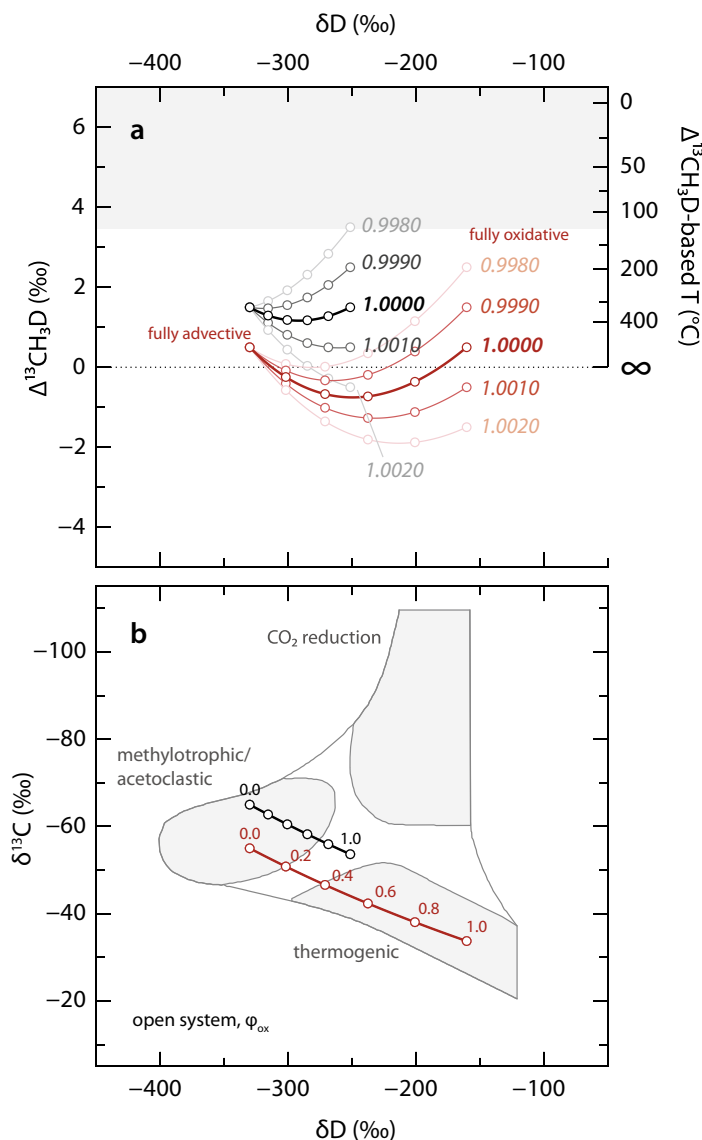 δD (‰)
−400 −300 −200 −100
a
6
4
2
0
−2
−4
Δ¹³CH₃D (‰)
0
50
100
200
400
∞
Δ¹³CH₃D-based T (°C)
0.9980
fully oxidative
0.9990
0.9980
1.0000
0.9990
fully advective
1.0010
1.0000
1.0010
1.0020
1.0020
b
CO₂ reduction
−100
−80
−60
−40
−20
δ¹³C (‰)
methylotrophic/
acetoclastic
0.0
1.0
0.0
0.2
0.4
0.6
0.8
1.0
thermogenic
open system, φox
−400 −300 −200 −100
δD (‰)